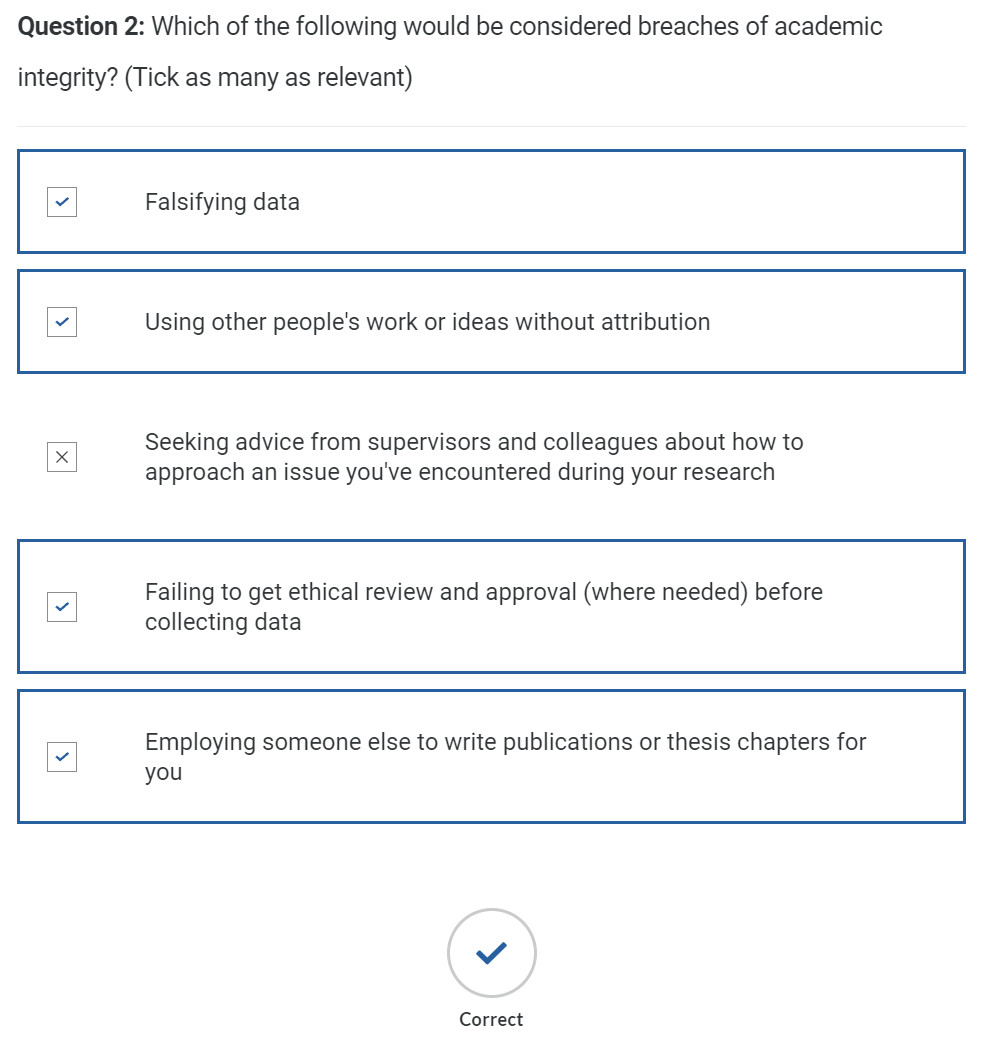 Question 2: Which of the following would be considered breaches of academic
integrity? (Tick as many as relevant)
Falsifying data
Using other people's work or ideas without attribution
Seeking advice from supervisors and colleagues about how to
approach an issue you've encountered during your research
Failing to get ethical review and approval (where needed) before
collecting data
Employing someone else to write publications or thesis chapters for
you
Correct